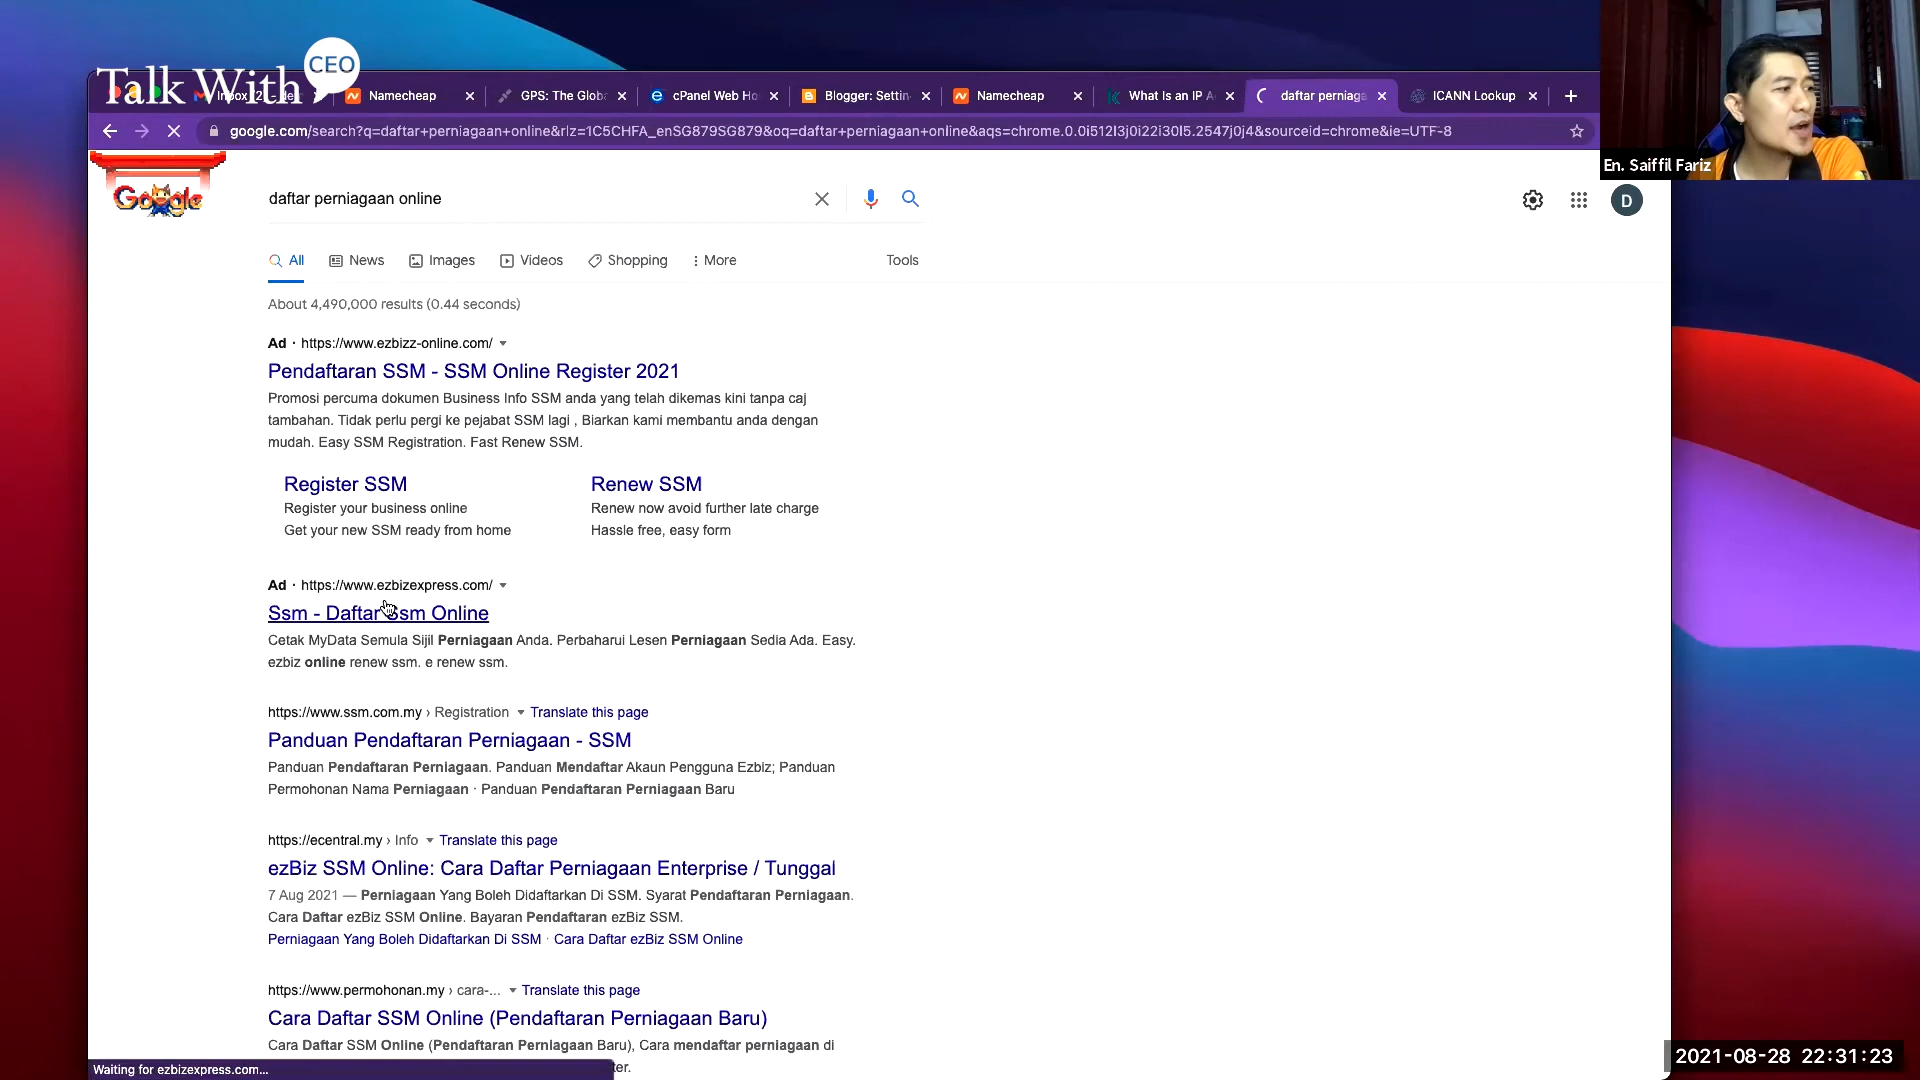 Talk With CEO
Namecheap
GPS: The Globa
cPanel Web Ho
Blogger: Settin
Namecheap
What Is an IP A
daftar perniaga
ICANN Lookup
google.com/search?q=daftar+perniagaan+online&rlz=1C5CHFA_enSG879SG879&oq=daftar+perniagaan+online&aqs=chrome.0.0i512l3j0i22i30l5.2547j0j4&sourceid=chrome&ie=UTF-8
En. Saiffil Fariz
Google
daftar perniagaan online
D
All
News
Images
Videos
Shopping
More
Tools
About 4,490,000 results (0.44 seconds)
Ad · https://www.ezbizz-online.com/
Pendaftaran SSM - SSM Online Register 2021
Promosi percuma dokumen Business Info SSM anda yang telah dikemas kini tanpa caj
tambahan. Tidak perlu pergi ke pejabat SSM lagi , Biarkan kami membantu anda dengan
mudah. Easy SSM Registration. Fast Renew SSM.
Register SSM
Register your business online
Get your new SSM ready from home
Renew SSM
Renew now avoid further late charge
Hassle free, easy form
Ad · https://www.ezbizexpress.com/
Ssm - Daftar Ssm Online
Cetak MyData Semula Sijil Perniagaan Anda. Perbaharui Lesen Perniagaan Sedia Ada. Easy.
ezbiz online renew ssm. e renew ssm.
https://www.ssm.com.my › Registration Translate this page
Panduan Pendaftaran Perniagaan - SSM
Panduan Pendaftaran Perniagaan. Panduan Mendaftar Akaun Pengguna Ezbiz; Panduan
Permohonan Nama Perniagaan · Panduan Pendaftaran Perniagaan Baru
https://ecentral.my › Info Translate this page
ezBiz SSM Online: Cara Daftar Perniagaan Enterprise / Tunggal
7 Aug 2021 — Perniagaan Yang Boleh Didaftarkan Di SSM. Syarat Pendaftaran Perniagaan.
Cara Daftar ezBiz SSM Online. Bayaran Pendaftaran ezBiz SSM.
Perniagaan Yang Boleh Didaftarkan Di SSM · Cara Daftar ezBiz SSM Online
https://www.permohonan.my › cara-... Translate this page
Cara Daftar SSM Online (Pendaftaran Perniagaan Baru)
Cara Daftar SSM Online (Pendaftaran Perniagaan Baru), Cara mendaftar perniagaan di
ter.
Waiting for ezbizexpress.com...
2021-08-28 22:31:23